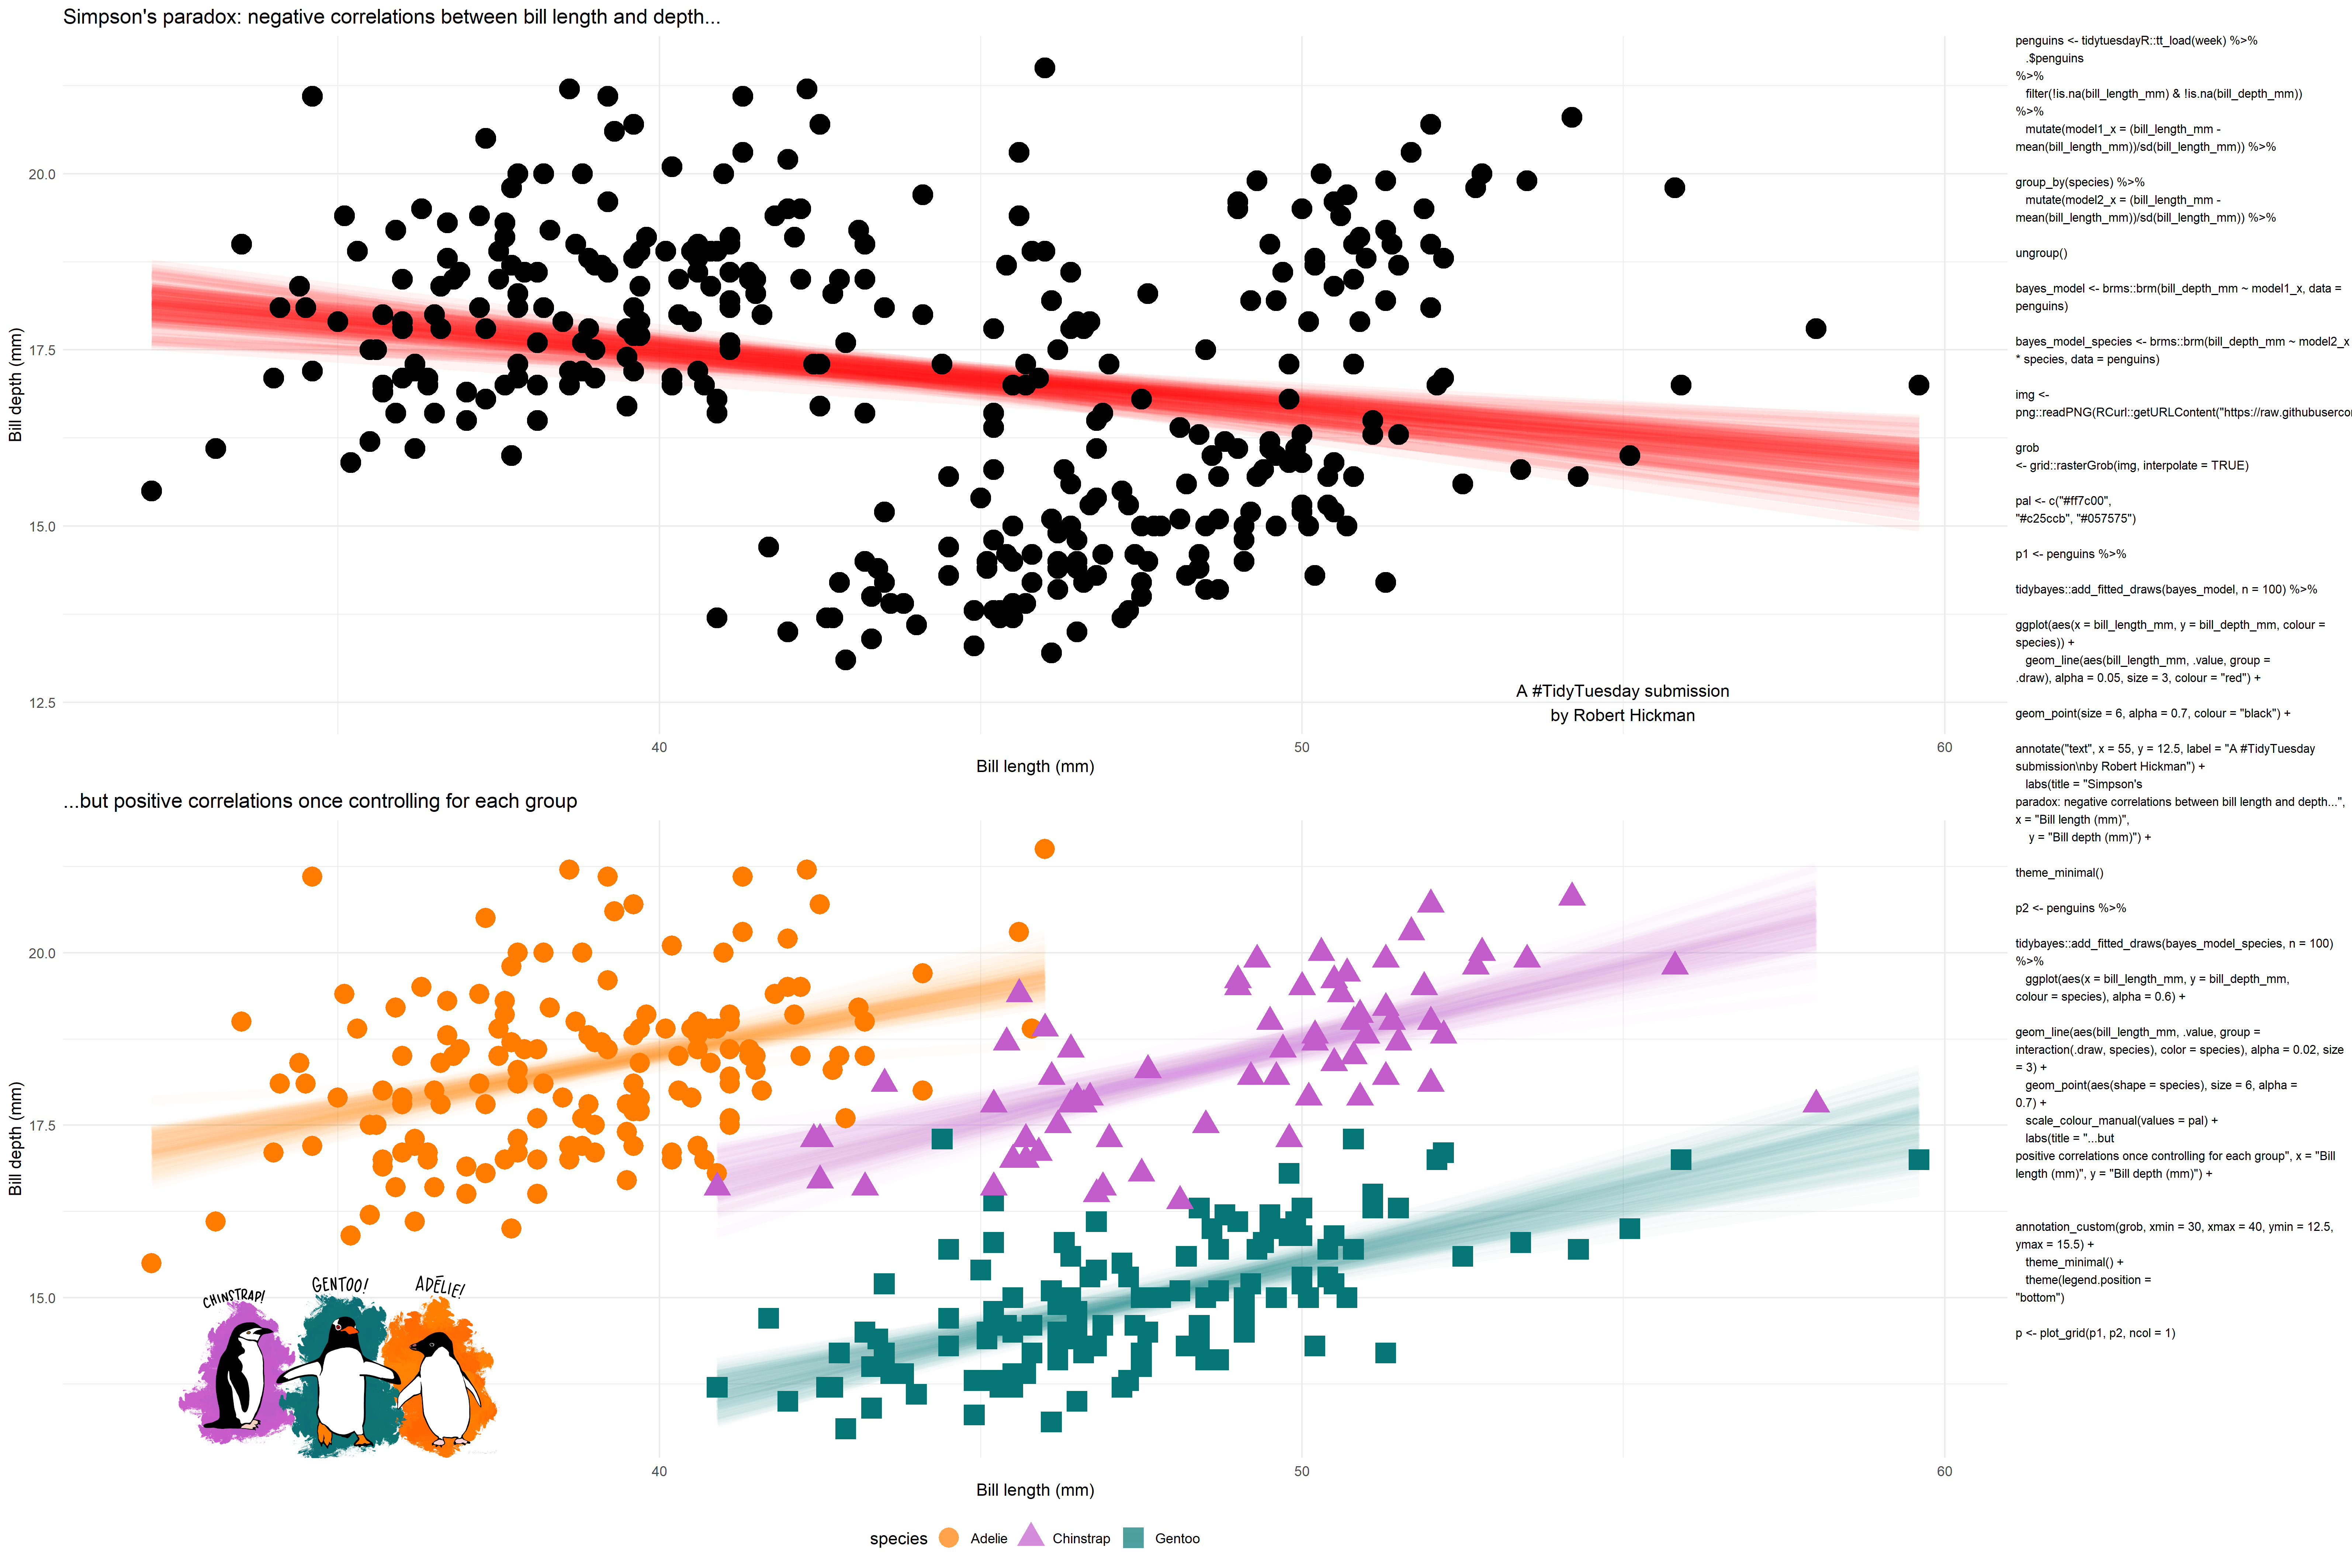 Simpson's paradox: negative correlations between bill length and depth...
Bill depth (mm)
20.0
17.5
15.0
12.5
A #TidyTuesday submission
by Robert Hickman
40
50
60
Bill length (mm)
...but positive correlations once controlling for each group
Bill depth (mm)
20.0
17.5
15.0
CHINSTRAP!
GENTOO!
ADÉLIE!
40
50
60
Bill length (mm)
species
Adelie
Chinstrap
Gentoo
penguins <- tidytuesdayR::tt_load(week) %>%
.$penguins
%>%
filter(!is.na(bill_length_mm) & !is.na(bill_depth_mm))
%>%
mutate(model1_x = (bill_length_mm -
mean(bill_length_mm))/sd(bill_length_mm)) %>%
group_by(species) %>%
mutate(model2_x = (bill_length_mm -
mean(bill_length_mm))/sd(bill_length_mm)) %>%
ungroup()
bayes_model <- brms::brm(bill_depth_mm ~ model1_x, data =
penguins)
bayes_model_species <- brms::brm(bill_depth_mm ~ model2_x
* species, data = penguins)
img <-
png::readPNG(RCurl::getURLContent("https://raw.githubusercon
grob
<- grid::rasterGrob(img, interpolate = TRUE)
pal <- c("#ff7c00",
"#c25ccb", "#057575")
p1 <- penguins %>%
tidybayes::add_fitted_draws(bayes_model, n = 100) %>%
ggplot(aes(x = bill_length_mm, y = bill_depth_mm, colour =
species)) +
geom_line(aes(bill_length_mm, .value, group =
.draw), alpha = 0.05, size = 3, colour = "red") +
geom_point(size = 6, alpha = 0.7, colour = "black") +
annotate("text", x = 55, y = 12.5, label = "A #TidyTuesday
submission\nby Robert Hickman") +
labs(title = "Simpson's
paradox: negative correlations between bill length and depth...",
x = "Bill length (mm)",
y = "Bill depth (mm)") +
theme_minimal()
p2 <- penguins %>%
tidybayes::add_fitted_draws(bayes_model_species, n = 100)
%>%
ggplot(aes(x = bill_length_mm, y = bill_depth_mm,
colour = species), alpha = 0.6) +
geom_line(aes(bill_length_mm, .value, group =
interaction(.draw, species), color = species), alpha = 0.02, size
= 3) +
geom_point(aes(shape = species), size = 6, alpha =
0.7) +
scale_colour_manual(values = pal) +
labs(title = "...but
positive correlations once controlling for each group", x = "Bill
length (mm)", y = "Bill depth (mm)") +
annotation_custom(grob, xmin = 30, xmax = 40, ymin = 12.5,
ymax = 15.5) +
theme_minimal() +
theme(legend.position =
"bottom")
p <- plot_grid(p1, p2, ncol = 1)